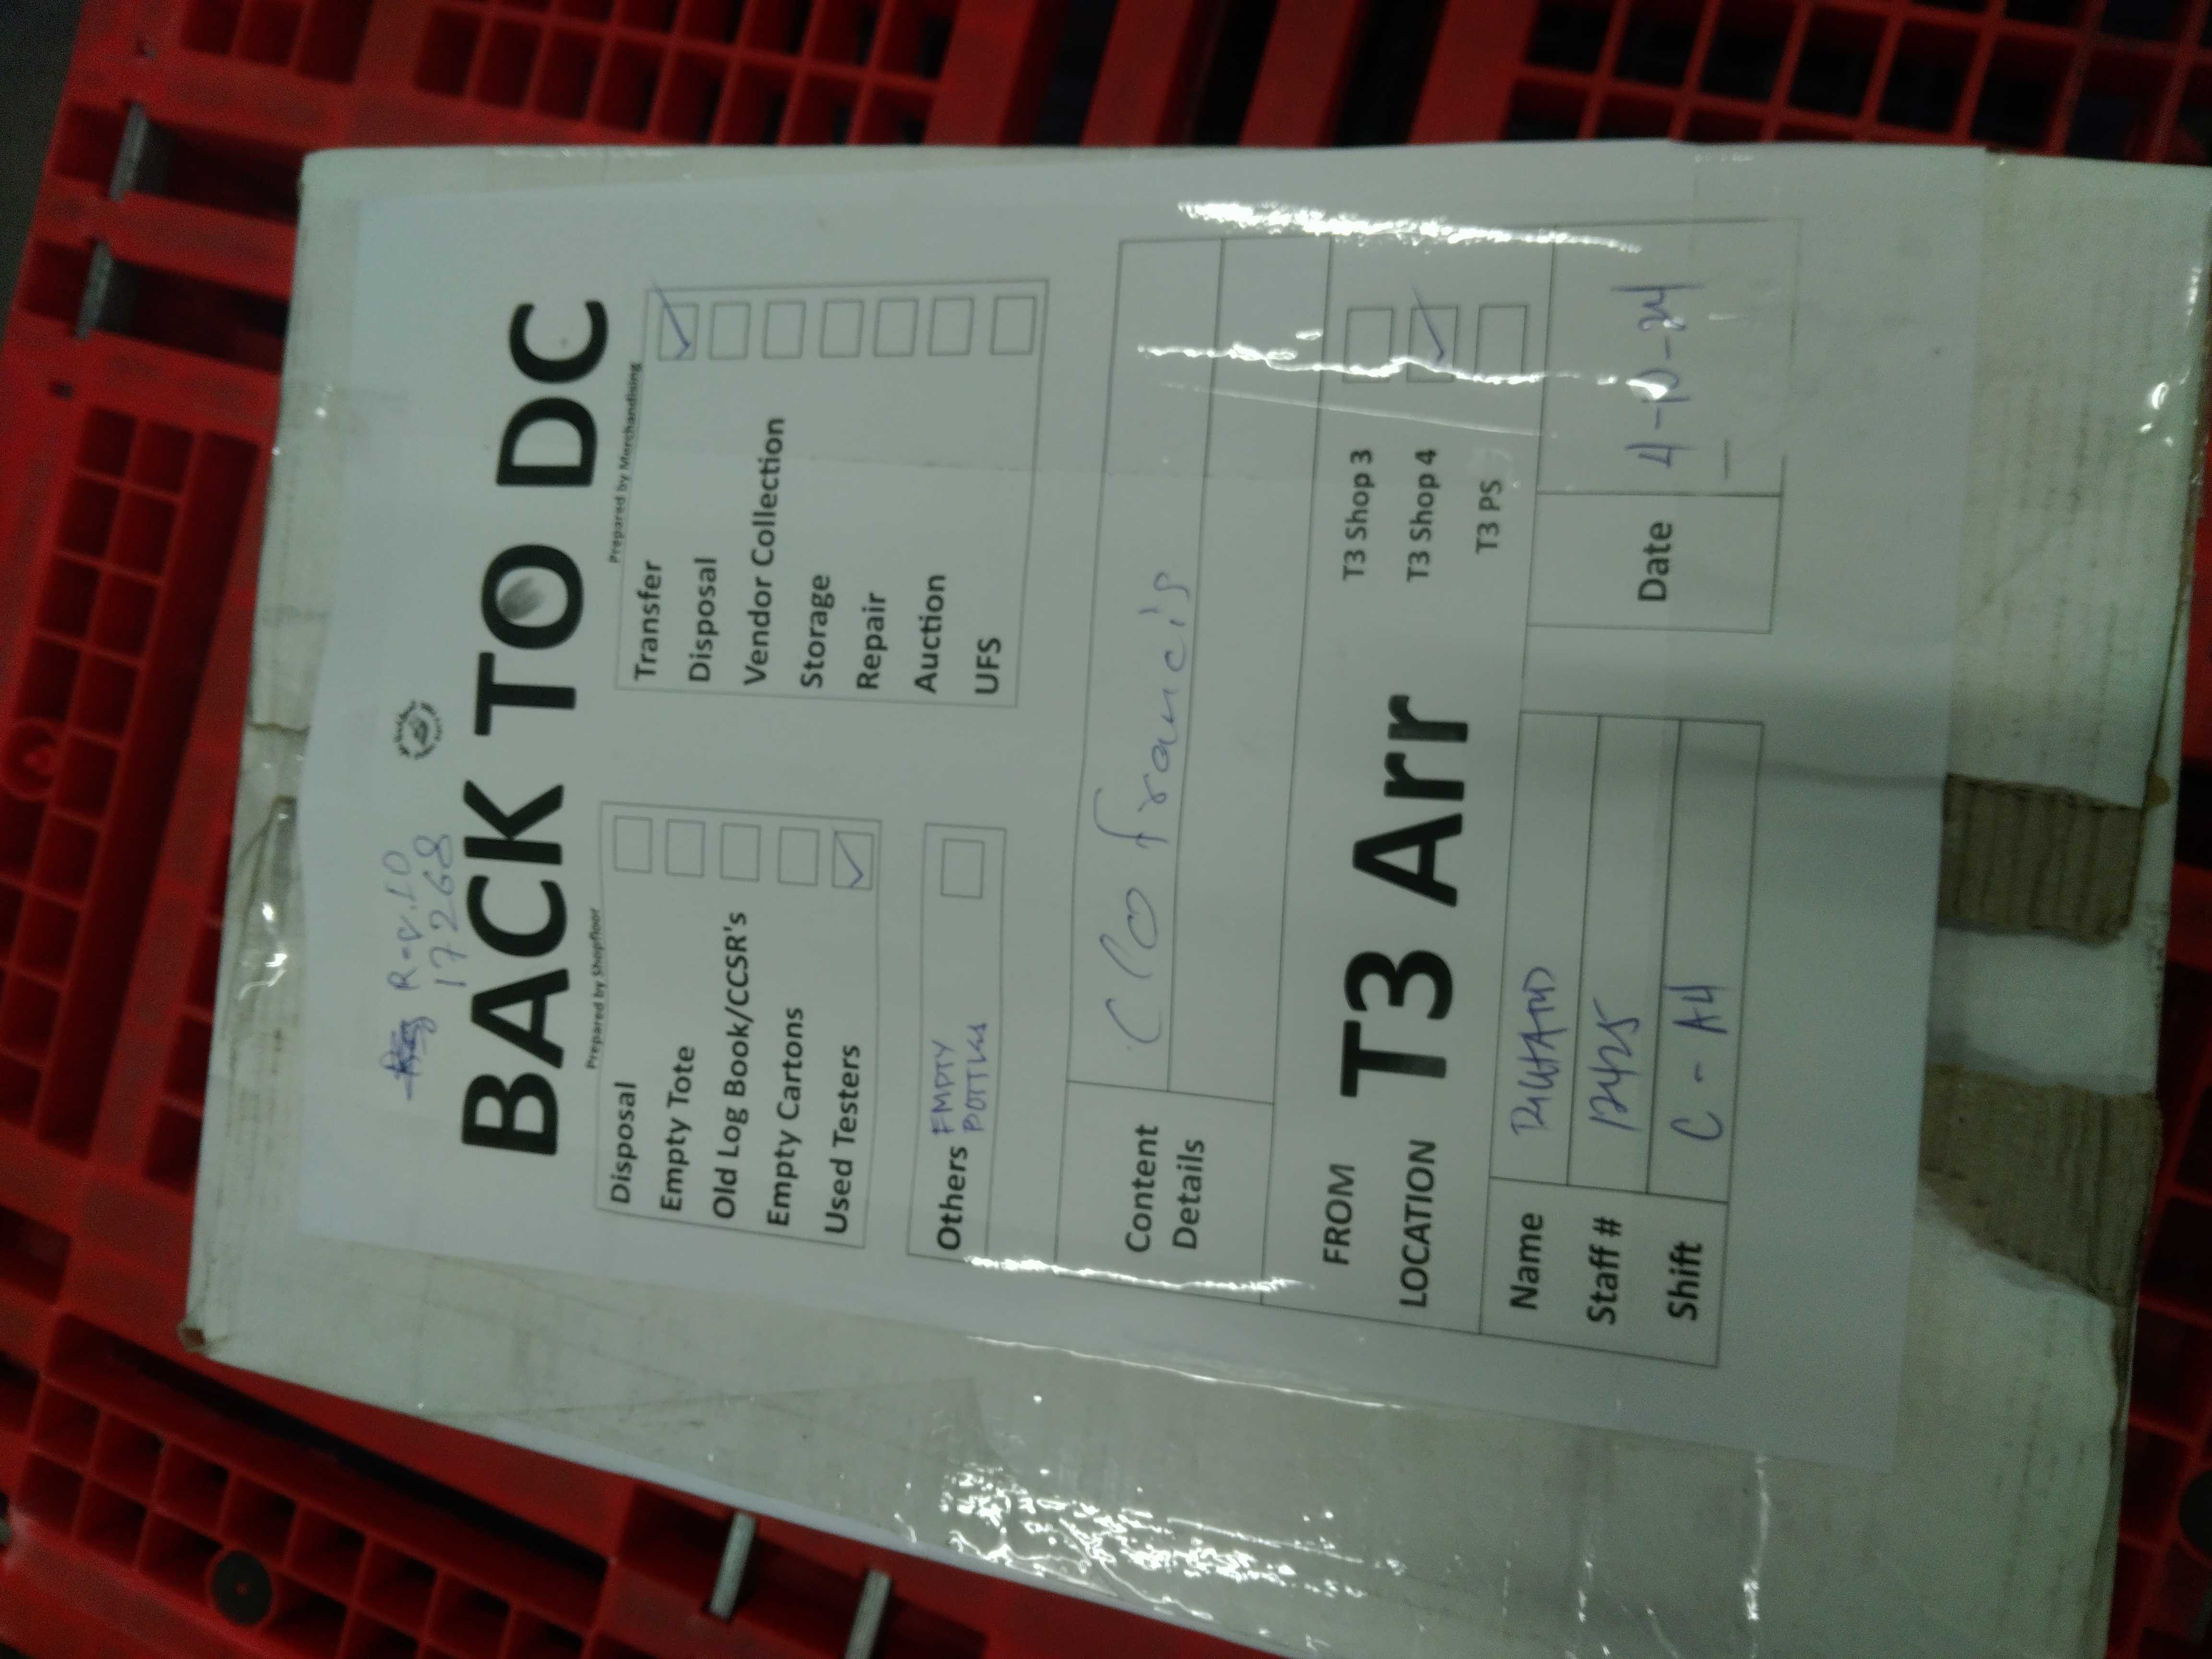 R-v.10
17268
BACK TO DC
Prepared by Shopfloor
Disposal
Empty Tote
Old Log Book/CCSR's
Empty Cartons
Used Testers
Others EMPTY
BOTTLES
Prepared by Merchandising
Transfer
Disposal
Vendor Collection
Storage
Repair
Auction
UFS
Content
Details
C/O francis
FROM
LOCATION
T3 Arr
T3 Shop 3
T3 Shop 4
T3 PS
Name
Staff # 12425
Shift C - A4
Date 4-10-24